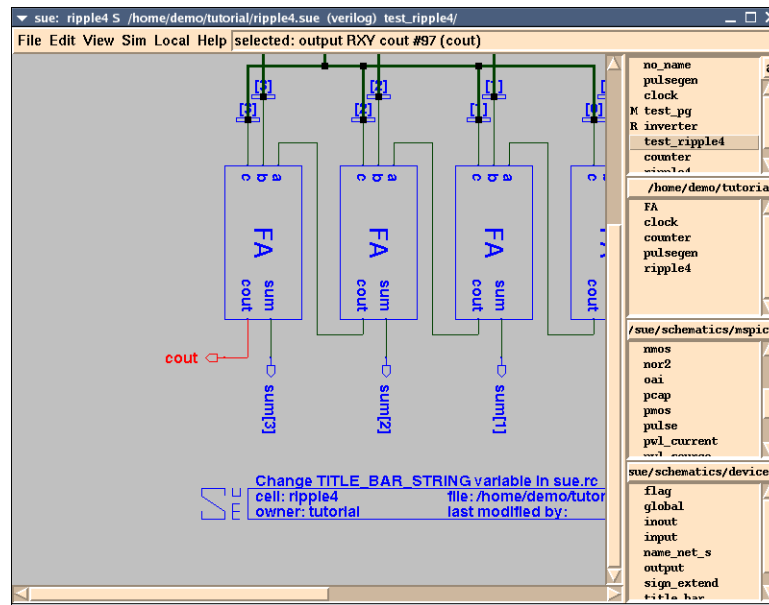 sue: ripple4 S /home/demo/tutorial/ripple4.sue (verilog) test_ripple4/
File Edit View Sim Local Help selected: output RXY cout #97 (cout)
[3] [2] [1]
[3] [2] [1] [0]
c b a c b a c b a c
FA FA FA
cout sum cout sum cout sum cout
cout
sum[3] sum[2] sum[1]
Change TITLE_BAR_STRING variable in sue.rc
SUE
cell: ripple4 file: /home/demo/tutor
owner: tutorial last modified by:
no_name
pulsegen
clock
M test_pg
R inverter
test_ripple4
counter
ripple4
/home/demo/tutoria
FA
clock
counter
pulsegen
ripple4
/sue/schematics/mspic
nmos
nor2
oai
pcap
pmos
pulse
pwl_current
pwl_source
sue/schematics/device
flag
global
inout
input
name_net_s
output
sign_extend
title_bar